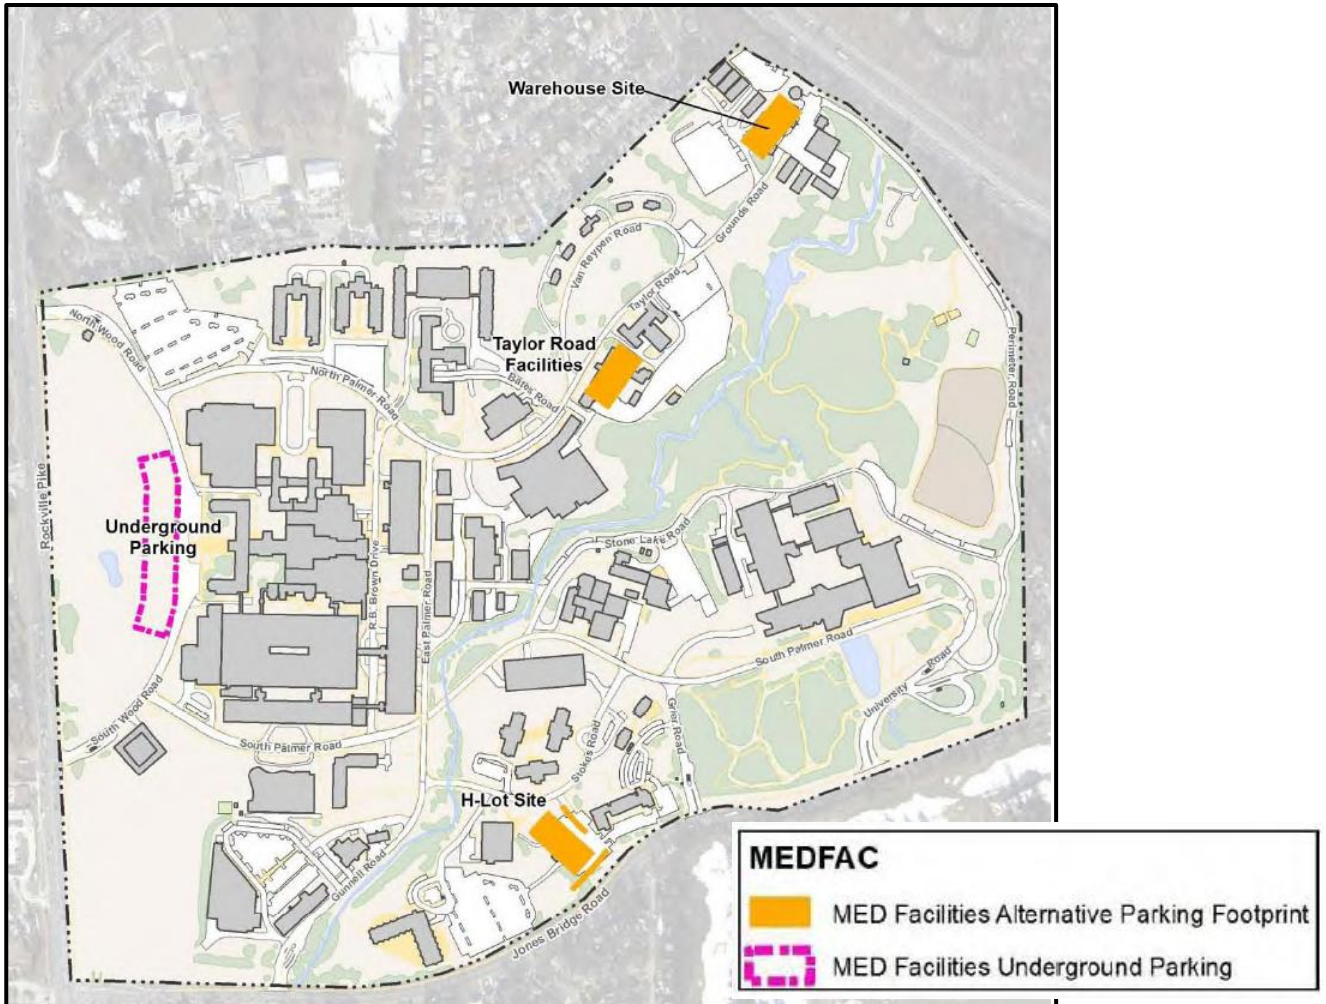 Warehouse Site
Grounds Road
Van Reypen Road
Taylor Road
North Wood Road
Taylor Road
Facilities
Bates Road
North Palmer Road
Perimeter Road
Rockville Pike
Underground
Parking
Stone Lake Road
R.B. Brown Drive
East Palmer Road
South Palmer Road
University Road
South Wood Road
South Palmer Road
Grier Road
Stokes Road
H-Lot Site
Gunnell Road
Jones Bridge Road
MEDFAC
MED Facilities Alternative Parking Footprint
MED Facilities Underground Parking